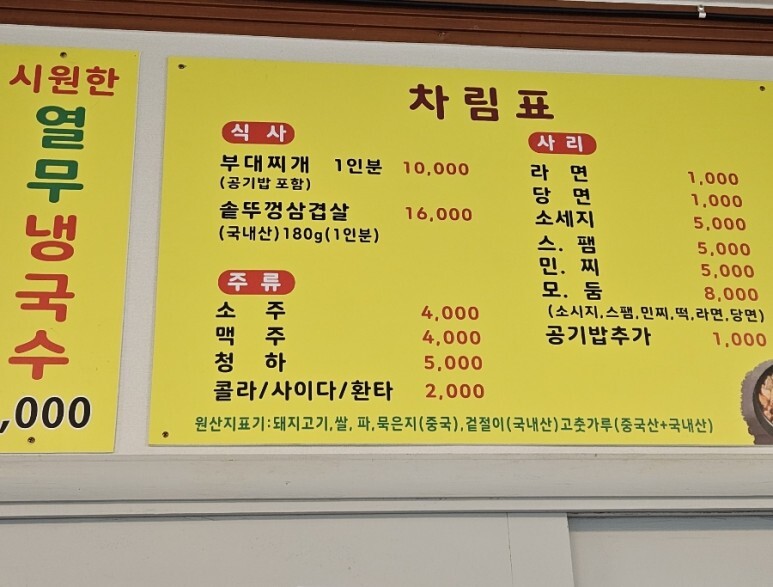 시원한
열
무
냉
국
수
,000
차림표
식 사
부대찌개 1인분 10,000
(공기밥 포함)
솥뚜껑삼겹살 16,000
(국내산)180g(1인분)
주 류
소 주 4,000
맥 주 4,000
청 하 5,000
콜라/사이다/환타 2,000
사 리
라 면 1,000
당 면 1,000
소세지 5,000
스. 팸 5,000
민. 찌 5,000
모. 둠 8,000
(소시지,스팸,민찌,떡,라면,당면)
공기밥추가 1,000
원산지표기:돼지고기,쌀, 파,묵은지(중국),겉절이(국내산)고춧가루(중국산+국내산)